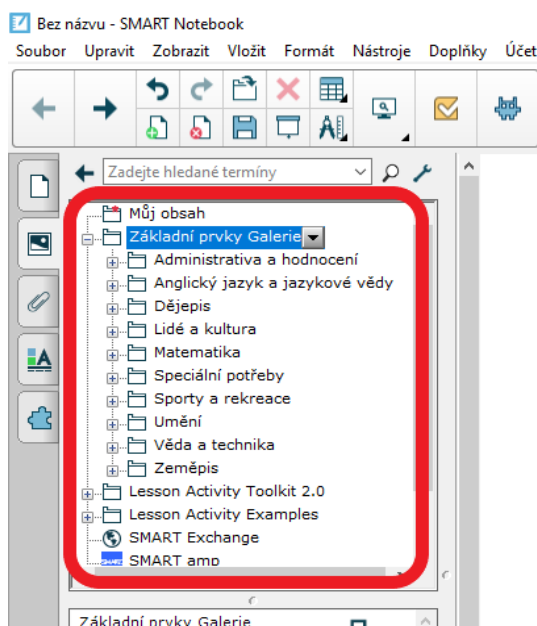 Bez názvu - SMART Notebook
Soubor Upravit Zobrazit Vložit Formát Nástroje Doplňky Účet
Zadejte hledané termíny
Můj obsah
Základní prvky Galerie
Administrativa a hodnocení
Anglický jazyk a jazykové vědy
Dějepis
Lidé a kultura
Matematika
Speciální potřeby
Sporty a rekreace
Umění
Věda a technika
Zeměpis
Lesson Activity Toolkit 2.0
Lesson Activity Examples
SMART Exchange
SMART amp
Základní prvky Galerie